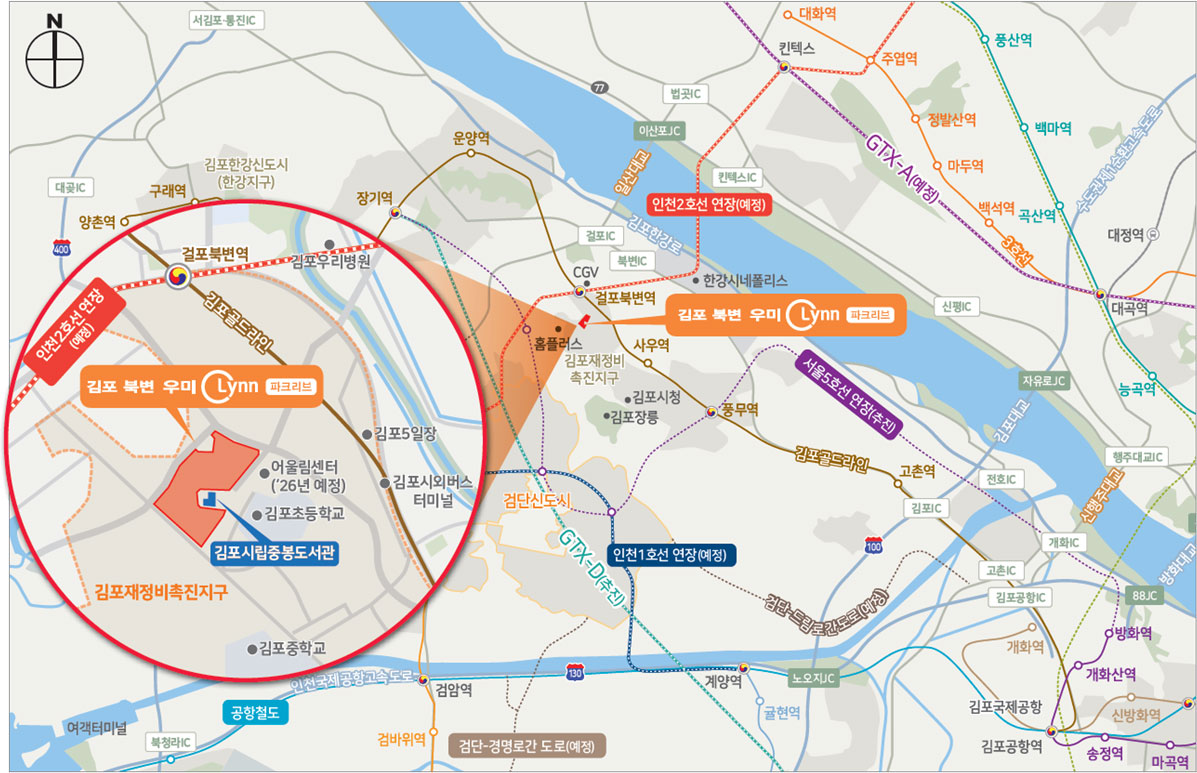 N
서김포·통진IC
대화역
킨텍스
풍산역
주엽역
77
법곳IC
이산포JC
정발산역
백마역
운양역
일산대교
GTX-A(예정)
수도권제1순환고속도로
김포한강신도시
(한강지구)
마두역
킨텍스IC
대곶IC
구래역
장기역
인천2호선 연장(예정)
백석역
곡산역
양촌역
김포한강로
3호선
대정역
400
걸포IC
걸포북변역
김포우리병원
북변IC
CGV
한강시네폴리스
걸포북변역
신평IC
대곡역
인천2호선 연장
(예정)
김포골드라인
김포 북변 우미 Lynn 파크리브
홈플러스
사우역
김포재정비
촉진지구
서울5호선 연장(추진)
자유로JC
능곡역
김포 북변 우미 Lynn 파크리브
김포시청
김포장릉
풍무역
김포대교
김포5일장
김포골드라인
행주대교IC
어울림센터
('26년 예정)
김포시외버스
터미널
고촌역
전호IC
신행주대교
검단신도시
김포IC
김포초등학교
김포시립중봉도서관
GTX-D(추진)
인천1호선 연장(예정)
100
개화IC
방화대교
고촌IC
김포재정비촉진지구
검단-드림로간도로(예정)
김포공항IC
88JC
김포중학교
개화역
방화역
인천국제공항고속도로
검암역
130
계양역
노오지JC
개화산역
공항철도
귤현역
김포국제공항
신방화역
여객터미널
북청라IC
검바위역
검단-경명로간 도로(예정)
김포공항역
송정역
마곡역